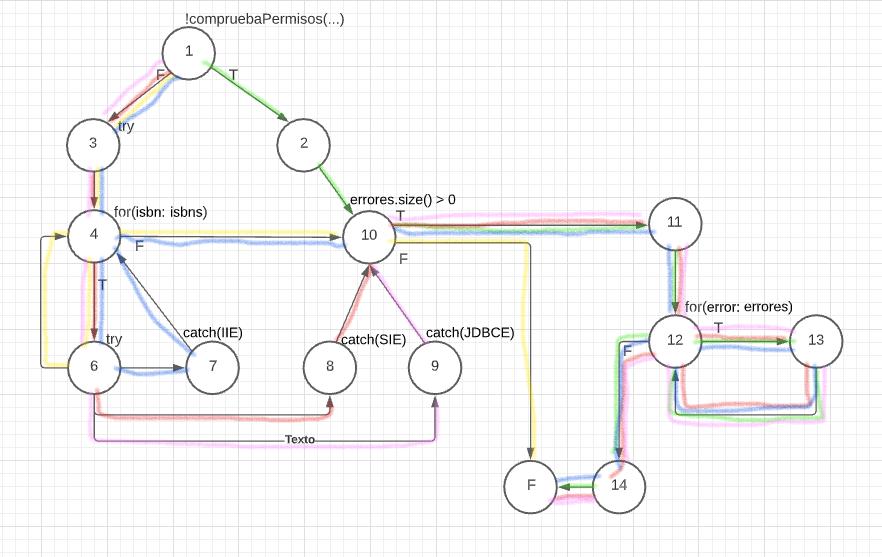 !compruebaPermisos(...)
1
F
T
try
3
2
errores.size() > 0
for(isbn: isbns)
T
4
F
10
11
F
T
for(error: errores)
T
try
catch(IIE)
catch(SIE)
catch(JDBCE)
12
13
F
6
7
8
9
Texto
F
14